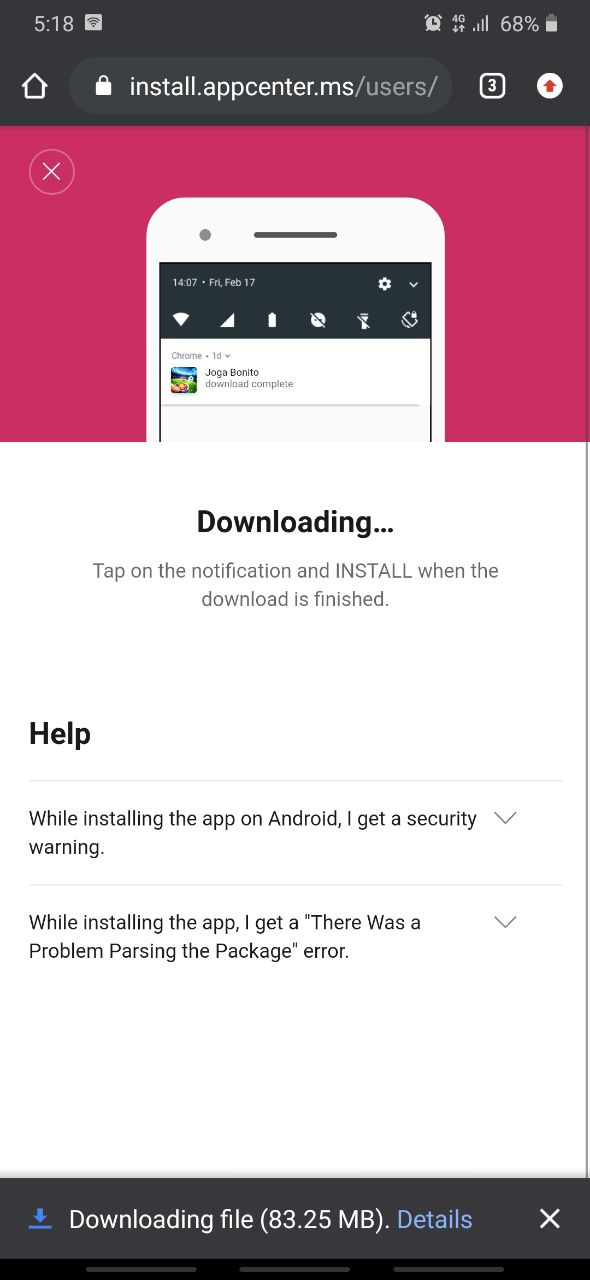 5:18 4G 68%
install.appcenter.ms/users/ 3
14:07 • Fri, Feb 17
Chrome • 1d
Joga Bonito
download complete
Downloading...
Tap on the notification and INSTALL when the
download is finished.
Help
While installing the app on Android, I get a security
warning.
While installing the app, I get a "There Was a
Problem Parsing the Package" error.
Downloading file (83.25 MB). Details